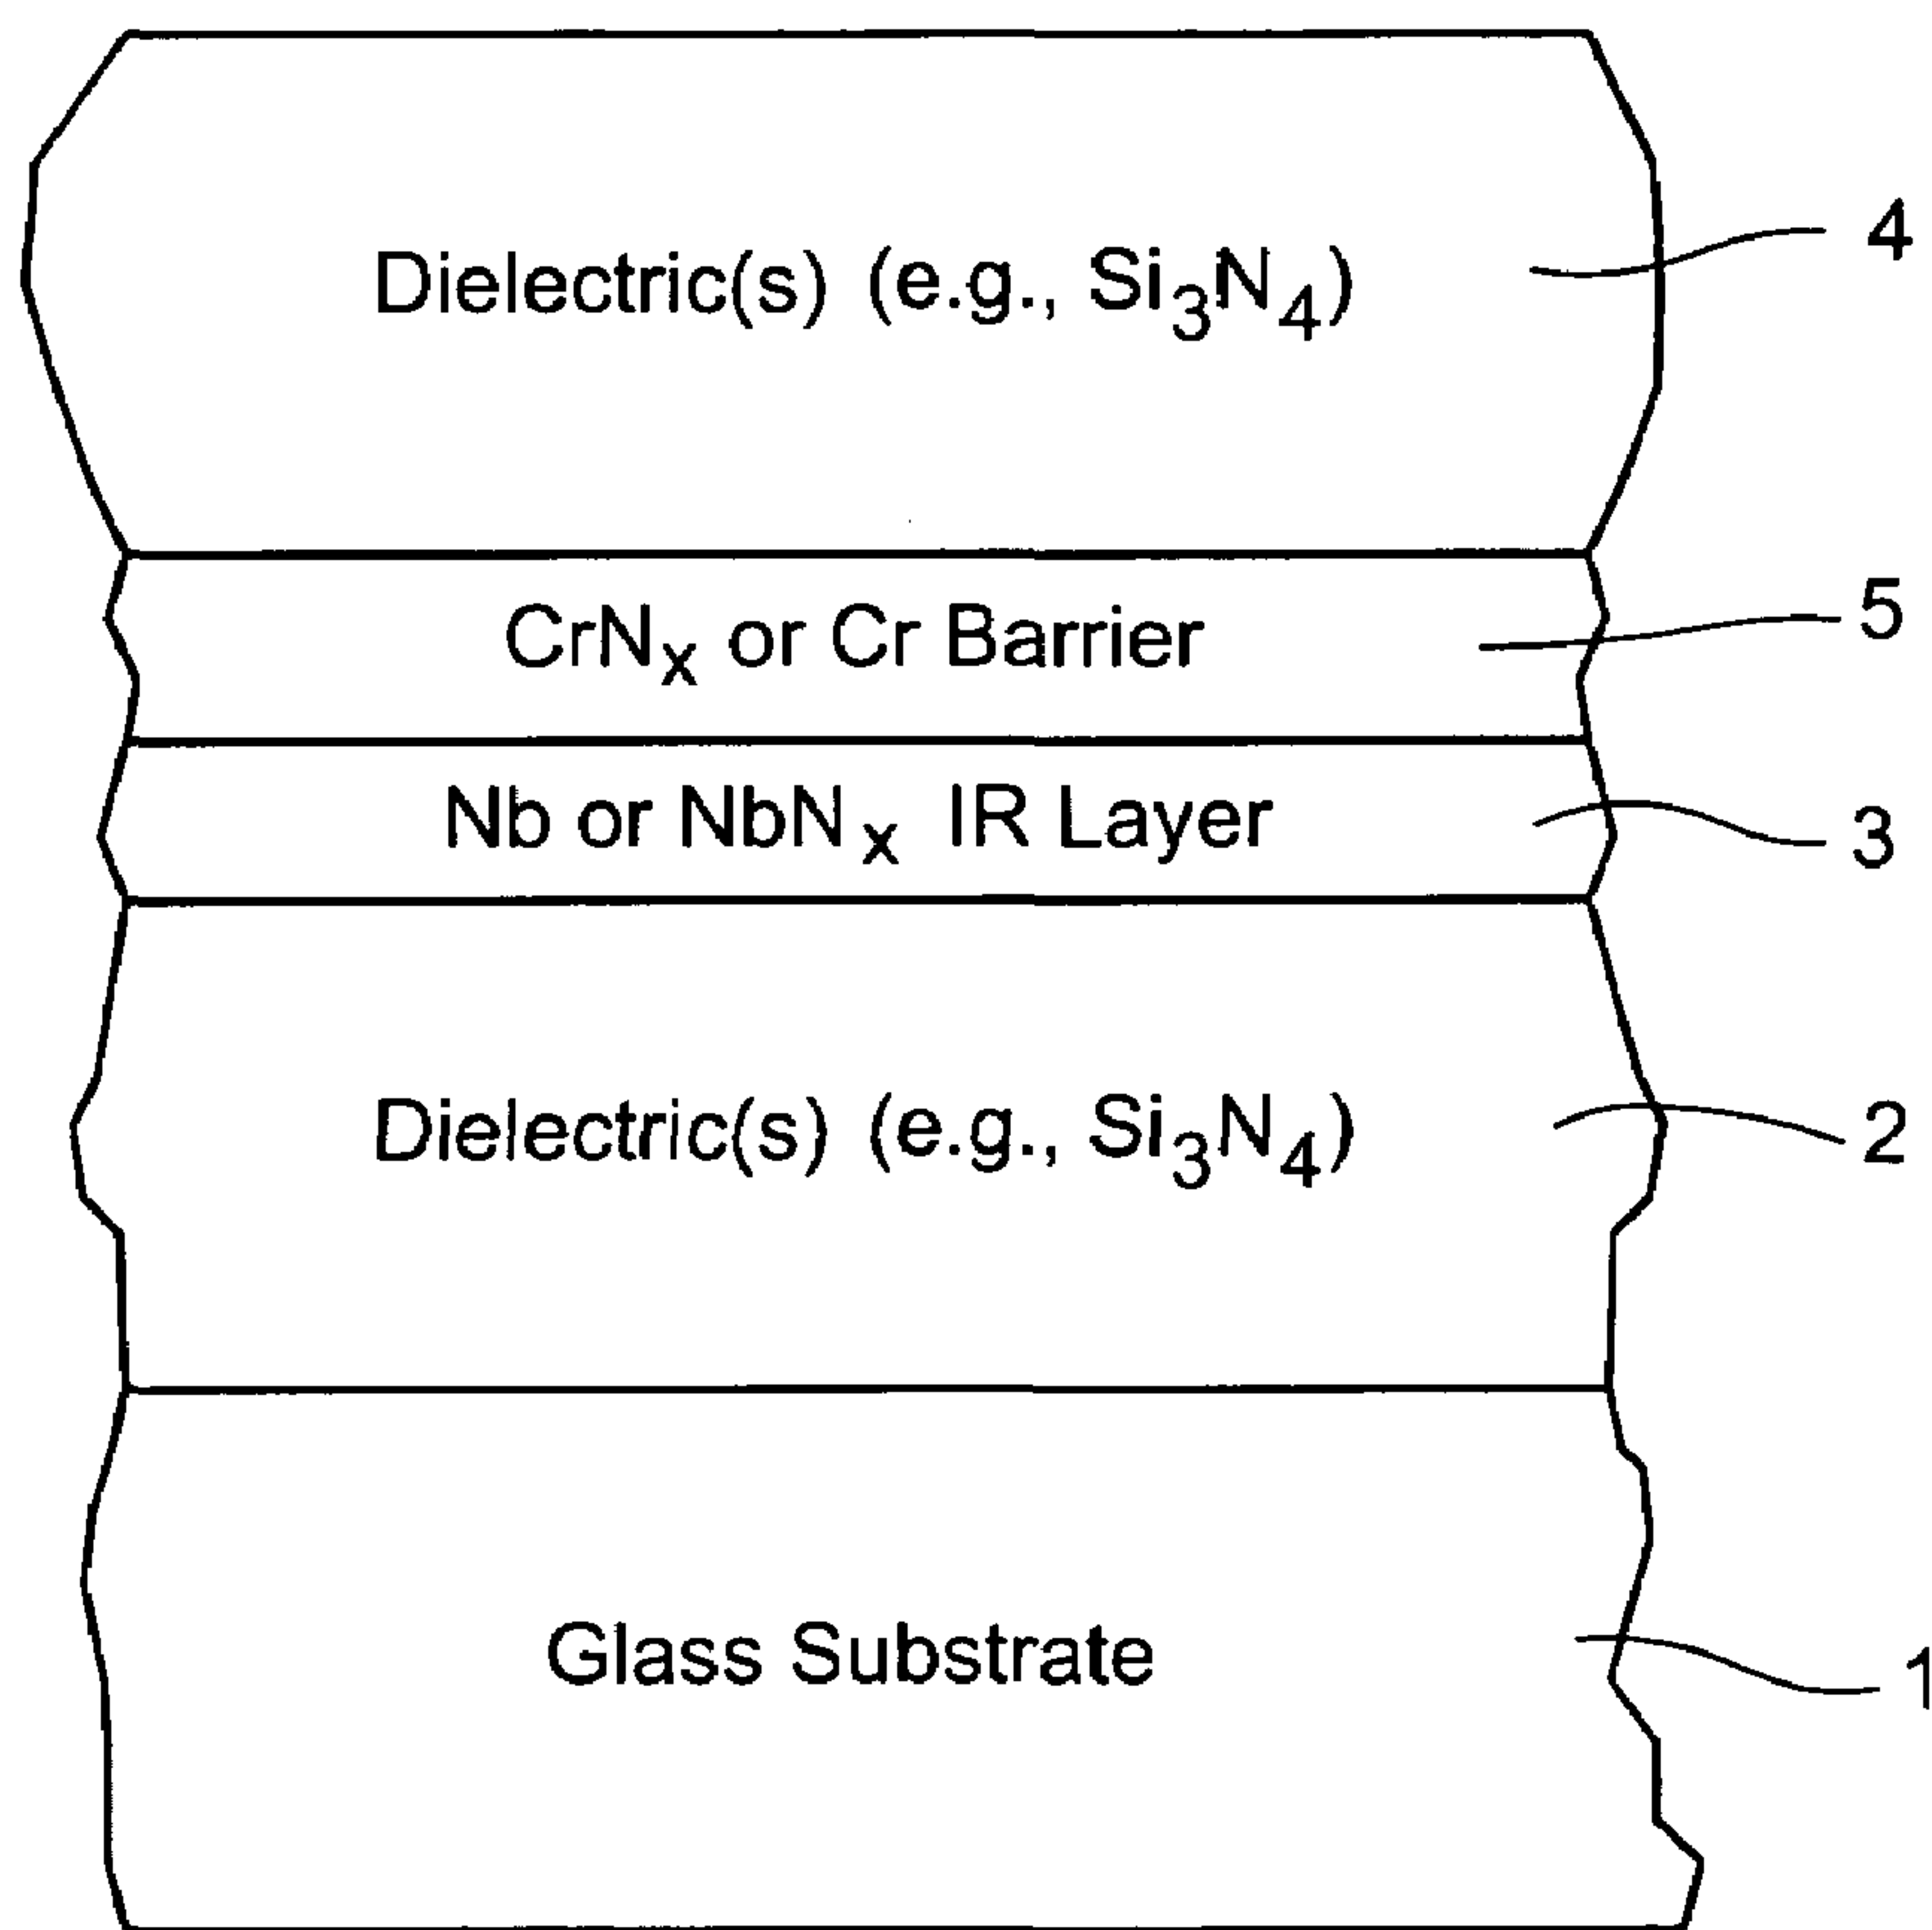 Dielectric(s) (e.g., Si₃N₄) 4
CrNₓ or Cr Barrier 5
Nb or NbNₓ IR Layer 3
Dielectric(s) (e.g., Si₃N₄) 2
Glass Substrate 1